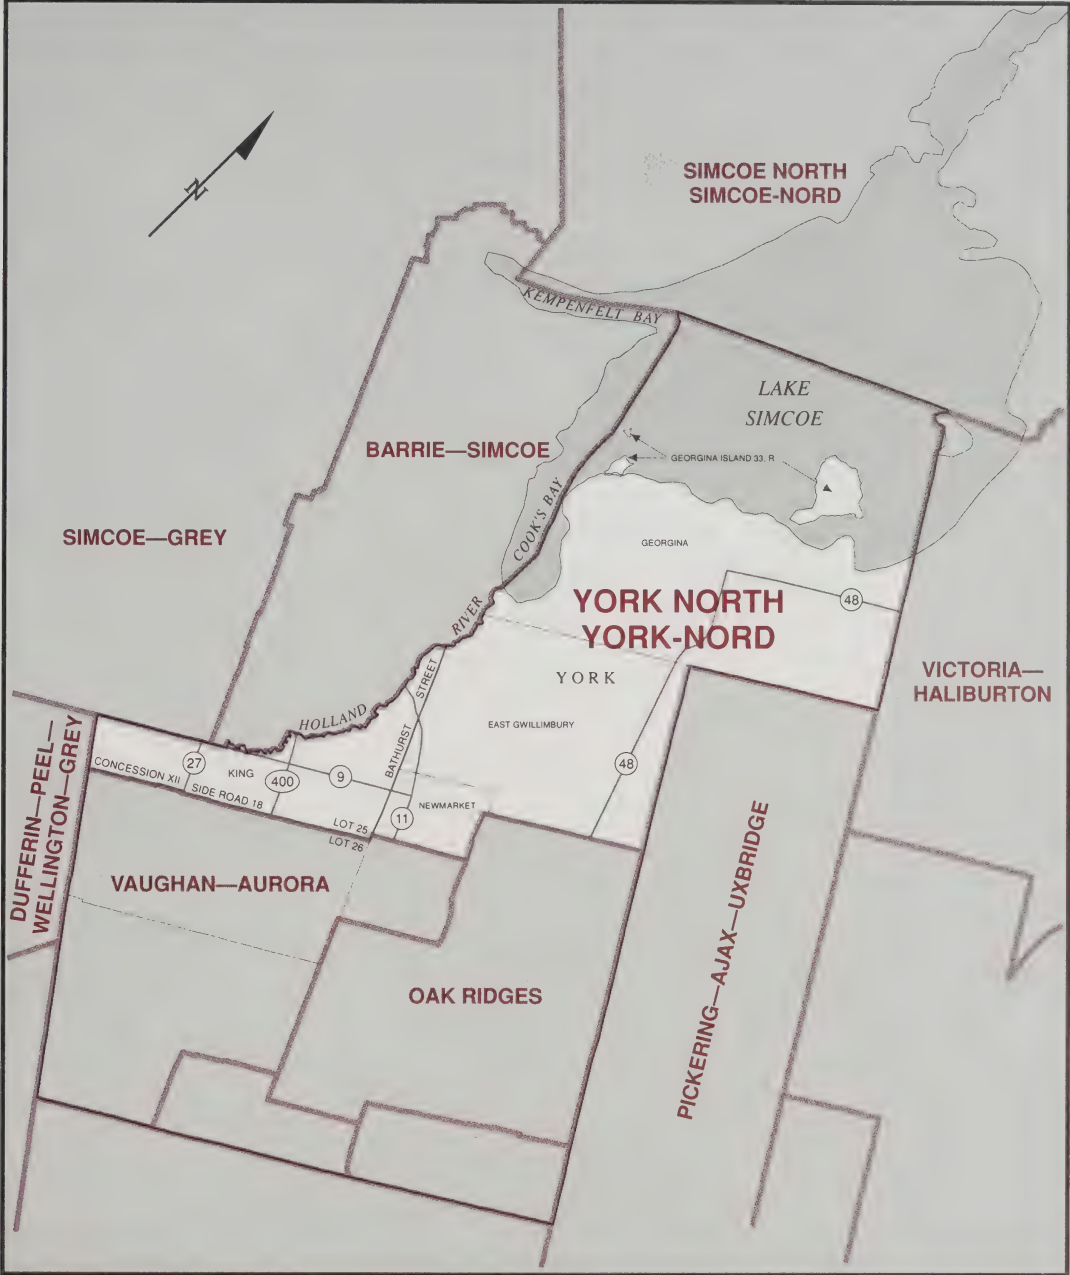 N
SIMCOE NORTH
SIMCOE-NORD
KEMPENFELT BAY
LAKE
SIMCOE
BARRIE—SIMCOE
GEORGINA ISLAND 33, R
COOK'S BAY
SIMCOE—GREY
GEORGINA
YORK NORTH
YORK-NORD
48
RIVER
YORK
VICTORIA—
HALIBURTON
STREET
HOLLAND
EAST GWILLIMBURY
BATHURST
DUFFERIN—PEEL—
WELLINGTON—GREY
CONCESSION XII
27
KING
400
9
48
SIDE ROAD 18
NEWMARKET
11
LOT 25
LOT 26
VAUGHAN—AURORA
PICKERING—AJAX—UXBRIDGE
OAK RIDGES